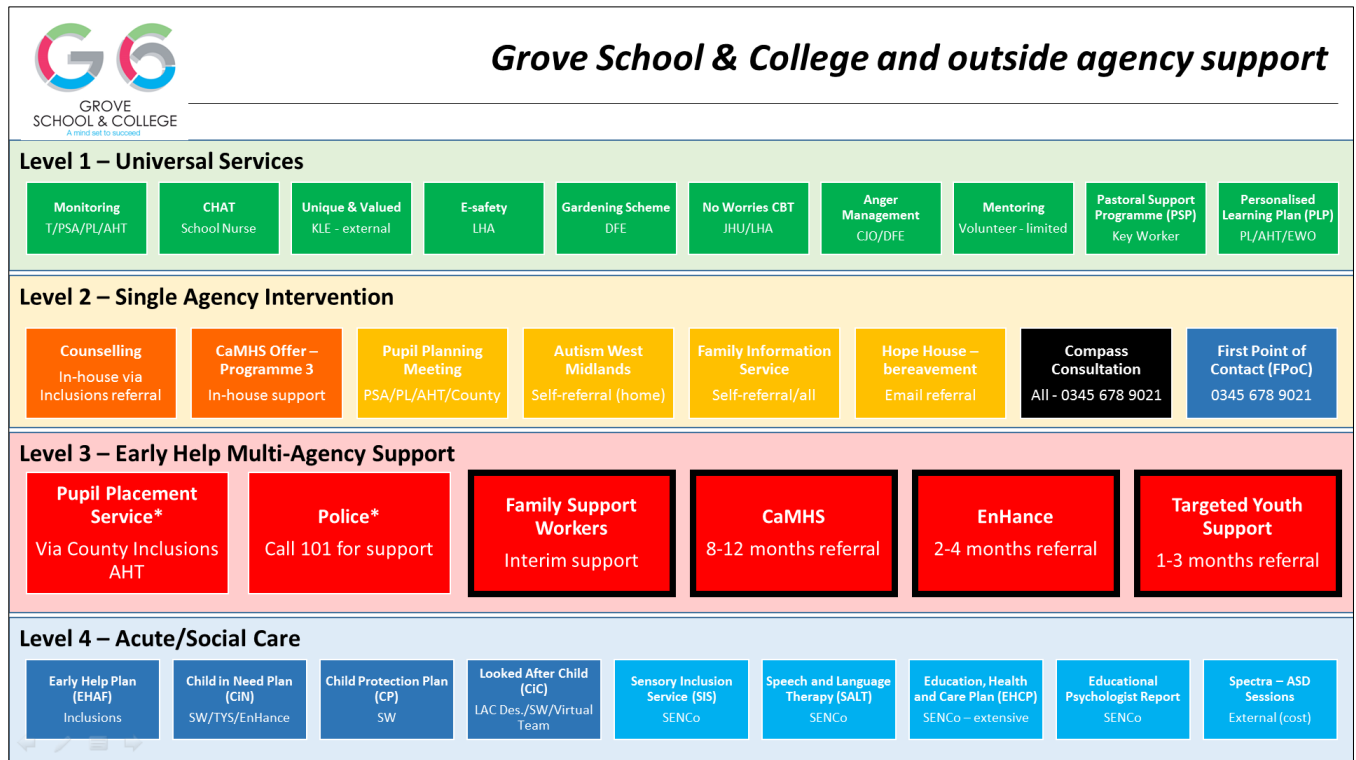 Grove School & College and outside agency support
GROVE
SCHOOL & COLLEGE
A mind set to succeed
Level 1 – Universal Services
Monitoring
T/PSA/PL/AHT
CHAT
School Nurse
Unique & Valued
KLE - external
E-safety
LHA
Gardening Scheme
DFE
No Worries CBT
JHU/LHA
Anger
Management
CJO/DFE
Mentoring
Volunteer - limited
Pastoral Support
Programme (PSP)
Key Worker
Personalised
Learning Plan (PLP)
PL/AHT/EWO
Level 2 – Single Agency Intervention
Counselling
In-house via
Inclusions referral
CaMHS Offer –
Programme 3
In-house support
Pupil Planning
Meeting
PSA/PL/AHT/County
Autism West
Midlands
Self-referral (home)
Family Information
Service
Self-referral/all
Hope House –
bereavement
Email referral
Compass
Consultation
All - 0345 678 9021
First Point of
Contact (FPoC)
0345 678 9021
Level 3 – Early Help Multi-Agency Support
Pupil Placement
Service*
Via County Inclusions
AHT
Police*
Call 101 for support
Family Support
Workers
Interim support
CaMHS
8-12 months referral
EnHance
2-4 months referral
Targeted Youth
Support
1-3 months referral
Level 4 – Acute/Social Care
Early Help Plan
(EHAF)
Inclusions
Child in Need Plan
(CiN)
SW/TYS/EnHance
Child Protection Plan
(CP)
SW
Looked After Child
(CiC)
LAC Des./SW/Virtual
Team
Sensory Inclusion
Service (SIS)
SENCo
Speech and Language
Therapy (SALT)
SENCo
Education, Health
and Care Plan (EHCP)
SENCo – extensive
Educational
Psychologist Report
SENCo
Spectra – ASD
Sessions
External (cost)